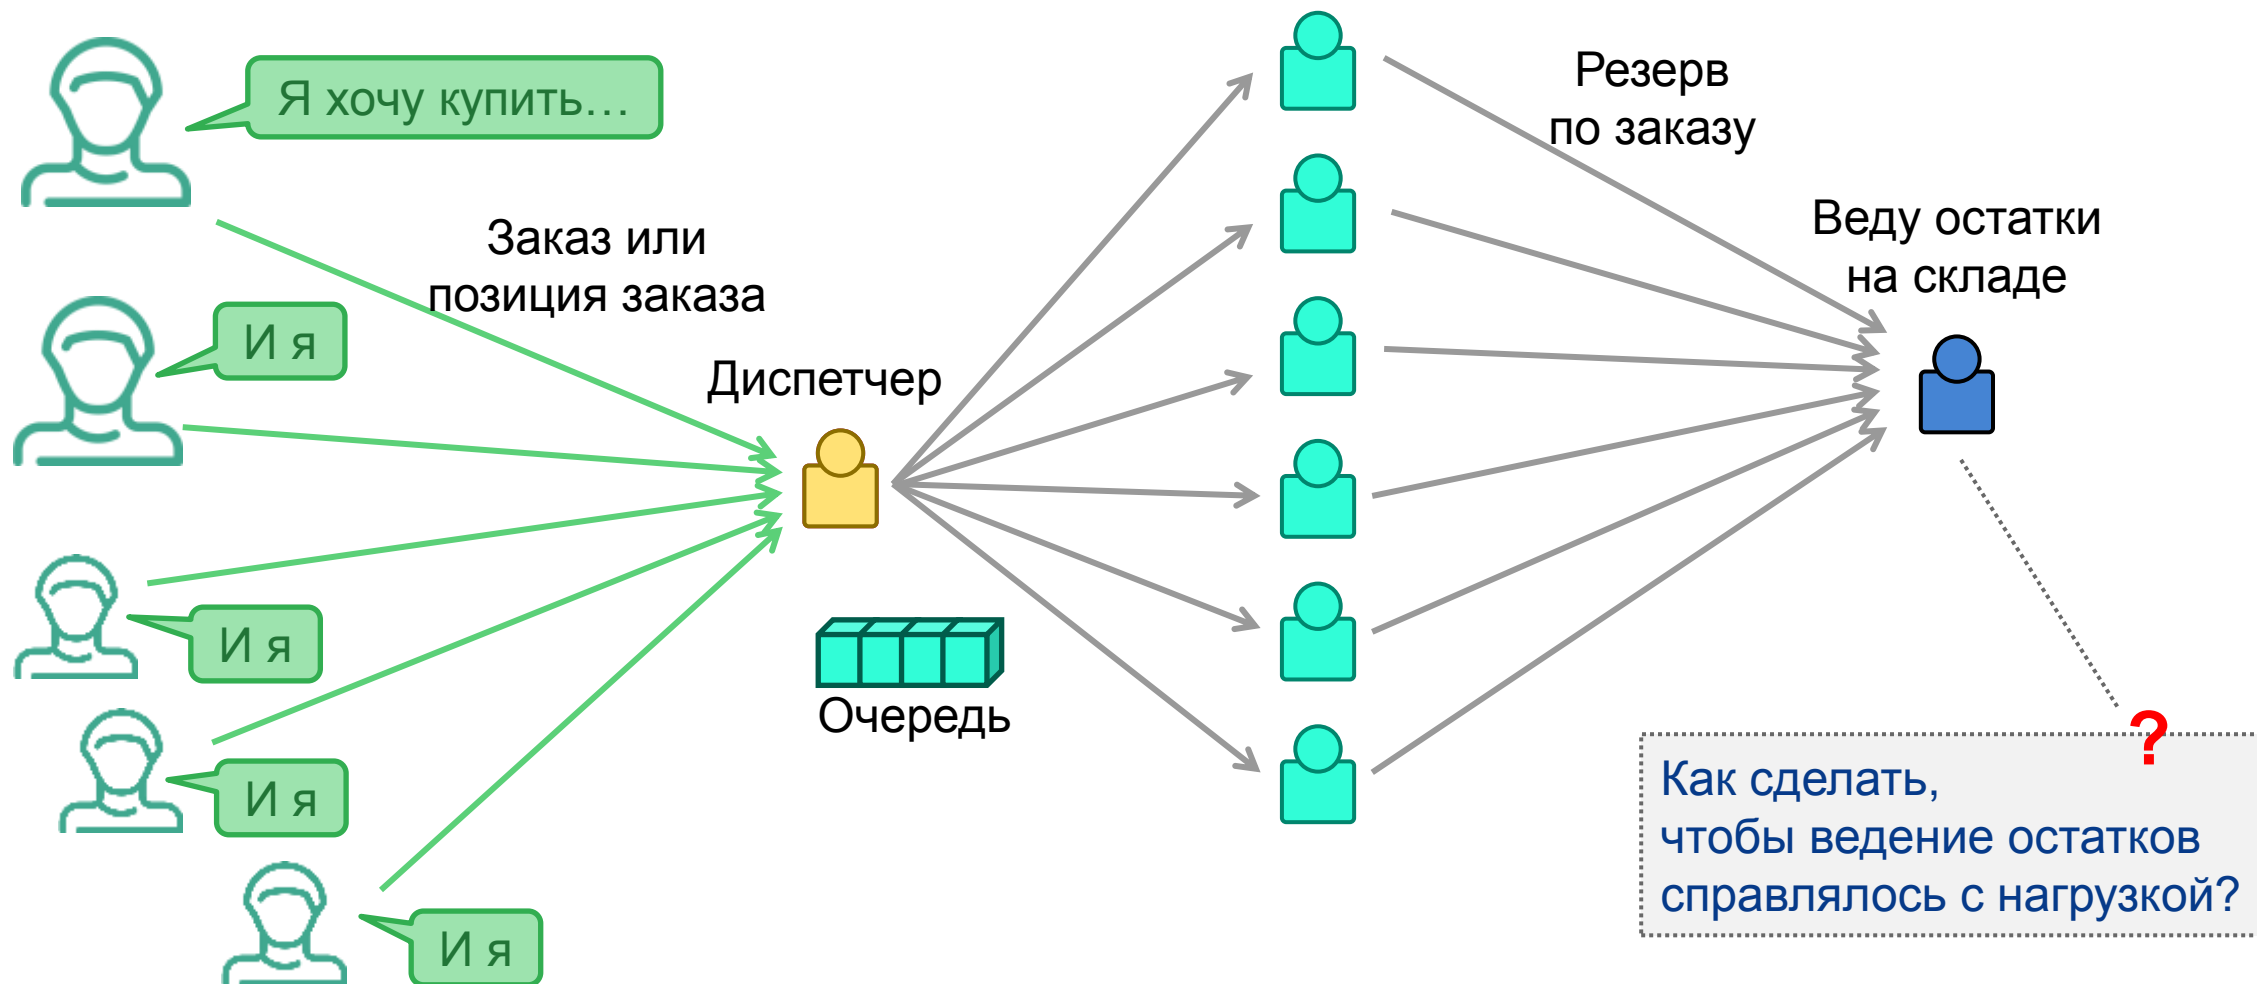 Я хочу купить…
Резерв
по заказу
Заказ или
позиция заказа
Веду остатки
на складе
И я
Диспетчер
И я
Очередь
И я
И я
?
Как сделать,
чтобы ведение остатков
справлялось с нагрузкой?